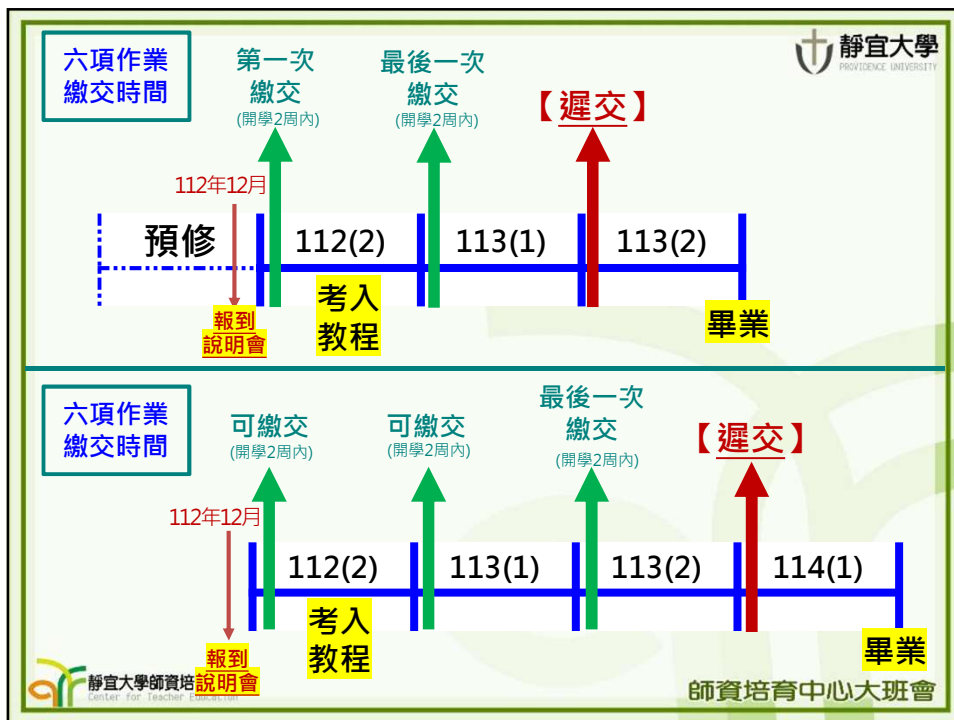 六項作業
繳交時間
第一次
繳交
(開學2周內)
最後一次
繳交
(開學2周內)
【遲交】
靜宜大學
PROVIDENCE UNIVERSITY
112年12月
預修
112(2)
113(1)
113(2)
報到
說明會
考入
教程
畢業
六項作業
繳交時間
可繳交
(開學2周內)
可繳交
(開學2周內)
最後一次
繳交
(開學2周內)
【遲交】
112年12月
112(2)
113(1)
113(2)
114(1)
考入
教程
畢業
報到
說明會
靜宜大學師資培
Center for Teacher Education
師資培育中心大班會